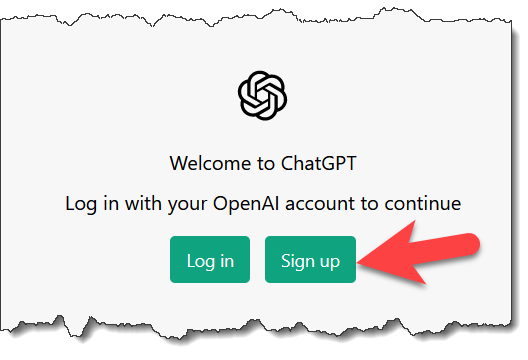 Welcome to ChatGPT
Log in with your OpenAI account to continue
Log in Sign up